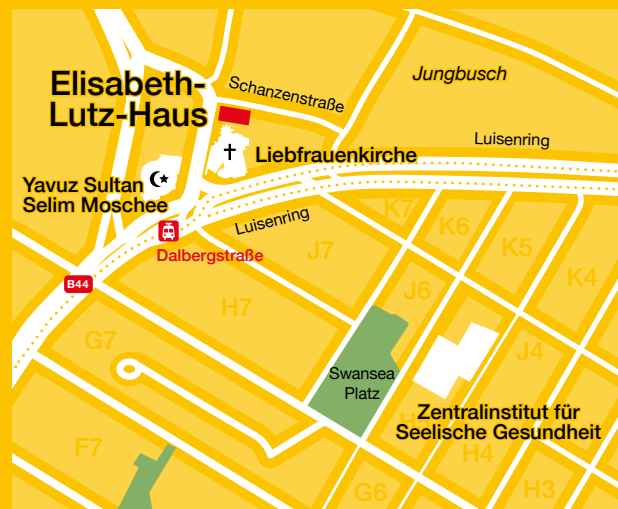 Elisabeth-
Lutz-Haus
Schanzenstraße
Jungbusch
Luisenring
Liebfrauenkirche
Yavuz Sultan
Selim Moschee
Luisenring
Dalbergstraße
B44
K7
K6
K5
K4
J7
J6
J4
H7
G7
F7
Swansea
Platz
Zentralinstitut für
Seelische Gesundheit
H4
H3
G6